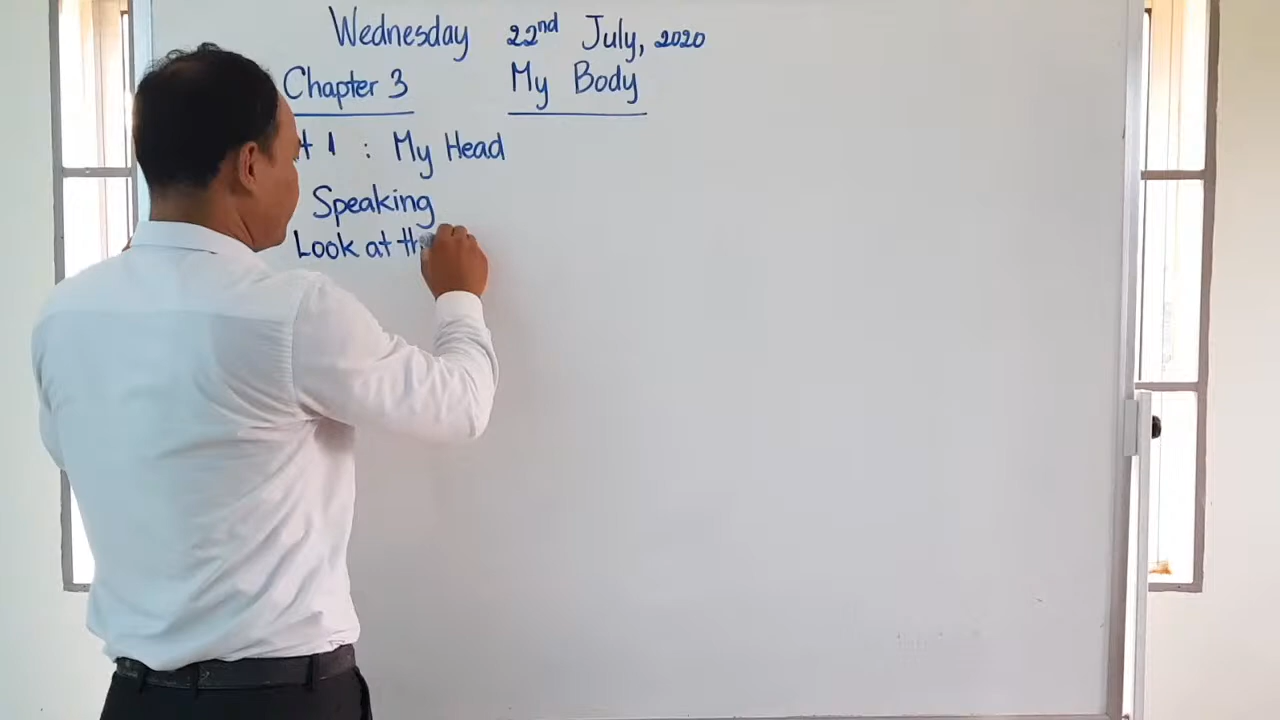 Wednesday 22nd July, 2020
Chapter 3 My Body
1 : My Head
Speaking
Look at